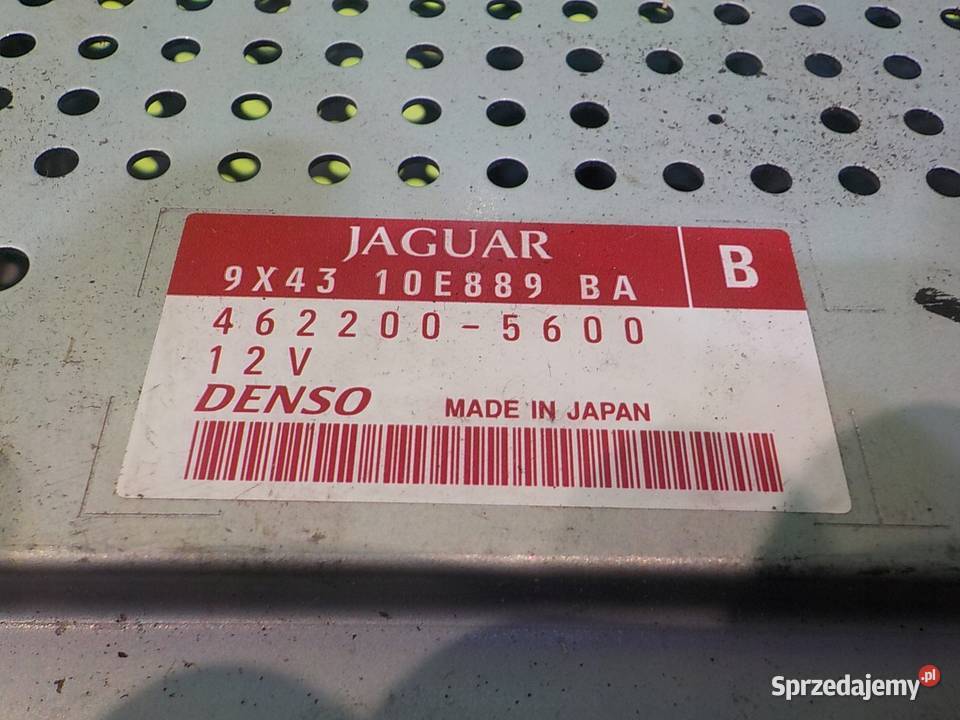 JAGUAR
9X43 10E889 BA
B
462200-5600
12V
DENSO MADE IN JAPAN
Sprzedajemy.pl